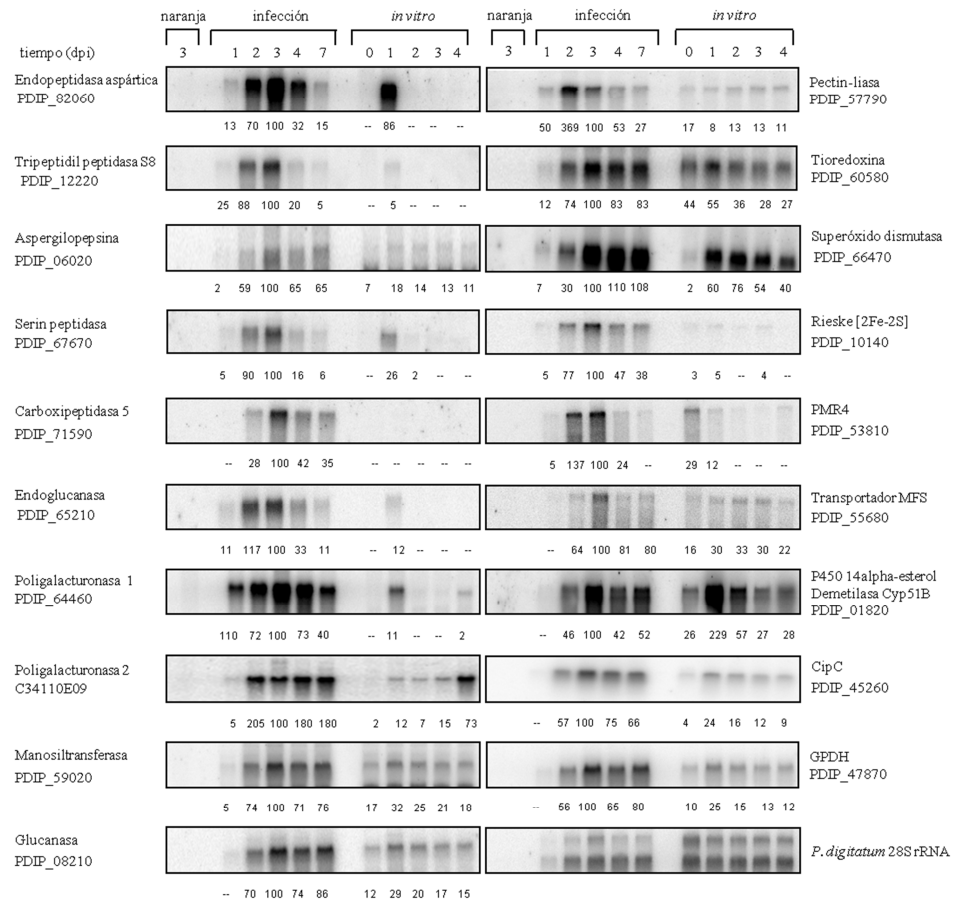 naranja infección in vitro naranja infección in vitro
tiempo (dpi) 3 1 2 3 4 7 0 1 2 3 4 3 1 2 3 4 7 0 1 2 3 4
Endopeptidasa aspártica
PDIP_82060
13 70 100 32 15 -- 86 -- -- --
Pectin-liasa
PDIP_57790
50 369 100 53 27 17 8 13 13 11
Tripeptidil peptidasa S8
PDIP_12220
25 88 100 20 5 -- 5 -- -- --
Tioredoxina
PDIP_60580
12 74 100 83 83 44 55 36 28 27
Aspergilopepsina
PDIP_06020
2 59 100 65 65 7 18 14 13 11
Superóxido dismutasa
PDIP_66470
7 30 100 110 108 2 60 76 54 40
Serin peptidasa
PDIP_67670
5 90 100 16 6 -- 26 2 -- --
Rieske [2Fe-2S]
PDIP_10140
5 77 100 47 38 3 5 -- 4 --
Carboxipeptidasa 5
PDIP_71590
-- 28 100 42 35 -- -- -- -- --
PMR4
PDIP_53810
5 137 100 24 -- 29 12 -- -- --
Endoglucanasa
PDIP_65210
11 117 100 33 11 -- 12 -- -- --
Transportador MFS
PDIP_55680
-- 64 100 81 80 16 30 33 30 22
Poligalacturonasa 1
PDIP_64460
110 72 100 73 40 -- 11 -- -- 2
P450 14alpha-esterol
Demetilasa Cyp51B
PDIP_01820
-- 46 100 42 52 26 229 57 27 28
Poligalacturonasa 2
C34110E09
5 205 100 180 180 2 12 7 15 73
CipC
PDIP_45260
-- 57 100 75 66 4 24 16 12 9
Manosiltransferasa
PDIP_59020
5 74 100 71 76 17 32 25 21 18
GPDH
PDIP_47870
-- 56 100 65 80 10 25 15 13 12
Glucanasa
PDIP_08210
-- 70 100 74 86 12 29 20 17 15
P. digitatum 28S rRNA